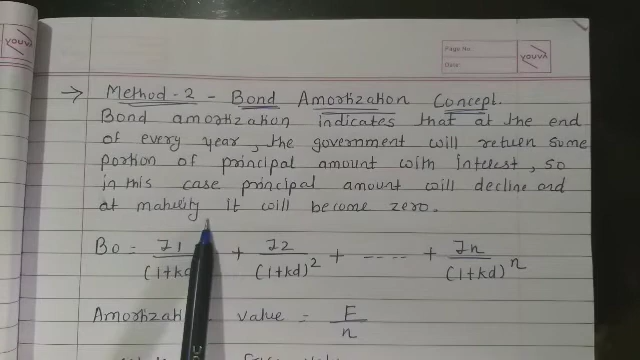 YOUVA
Page No.:
Date:
YOUVA
→ Method-2 - Bond Amortization Concept.
Bond amortization indicates that at the end
of every year, the government will return some
portion of principal amount with interest, so
in this case principal amount will decline and
at maturity it will become zero.
B0 = I1/(1+kd) + I2/(1+kd)² + ---- + In/(1+kd)ⁿ
value = F/n